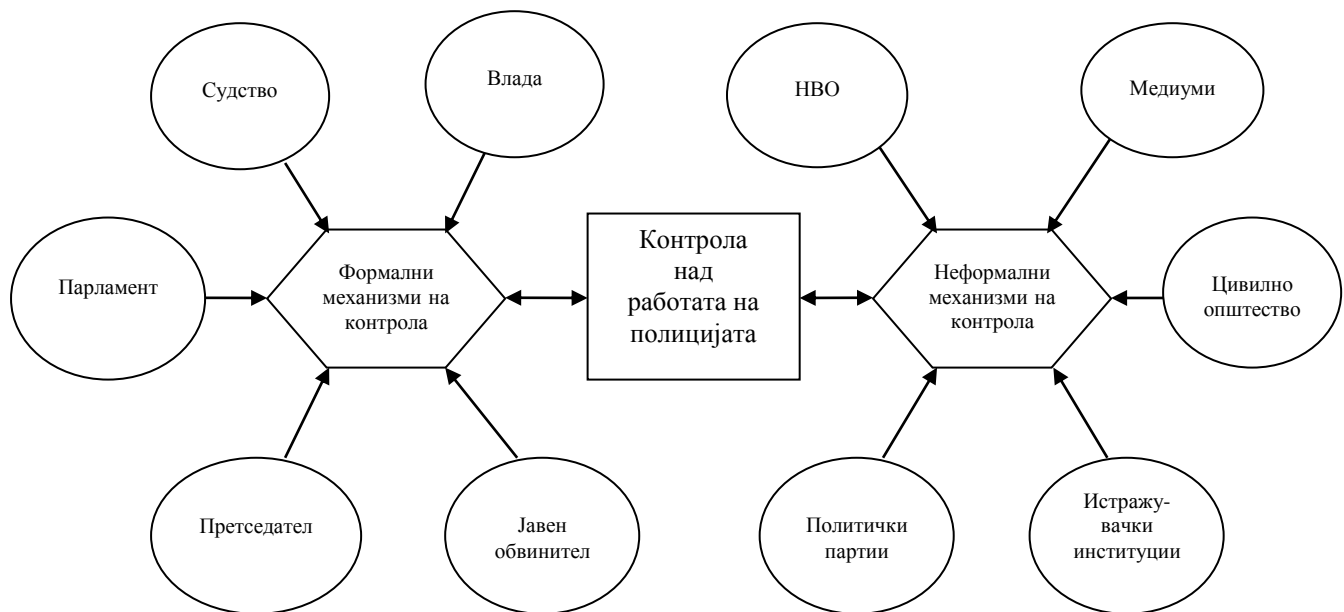 Судство
Влада
НВО
Медиуми
Парламент
Формални
механизми на
контрола
Контрола
над
работата на
полицијата
Неформални
механизми на
контрола
Цивилно
општество
Претседател
Јавен
обвинител
Политички
партии
Истражу-
вачки
институции